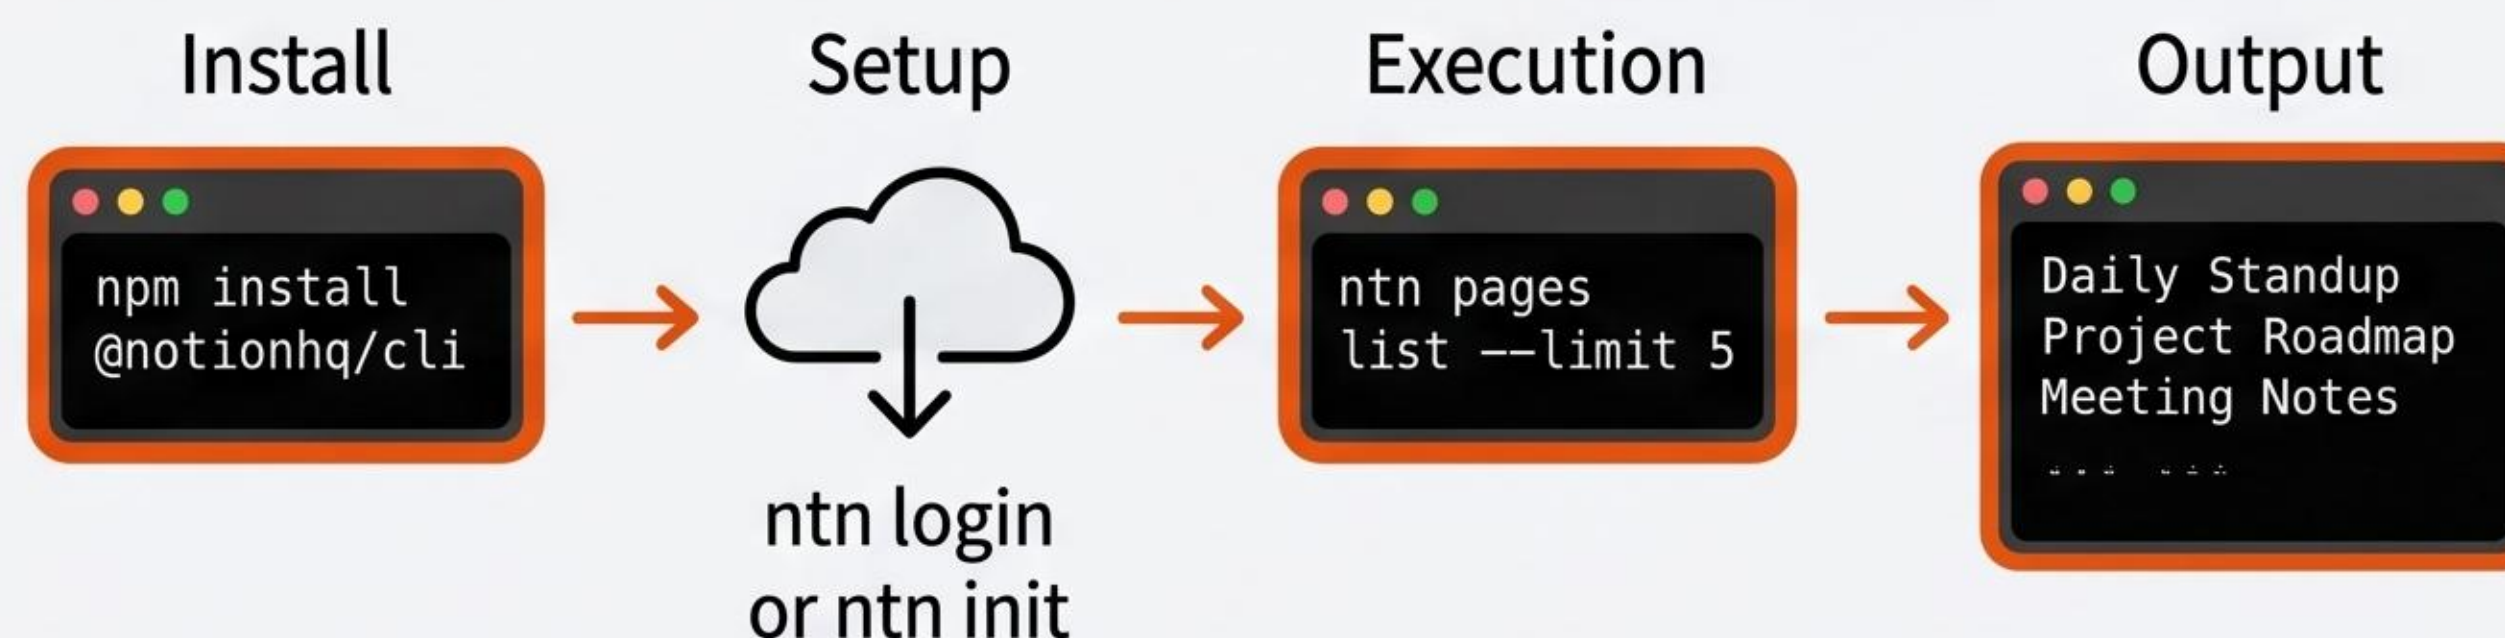 Install
Setup
Execution
Output
npm install
@notionhq/cli
ntn login
or ntn init
ntn pages
list --limit 5
Daily Standup
Project Roadmap
Meeting Notes